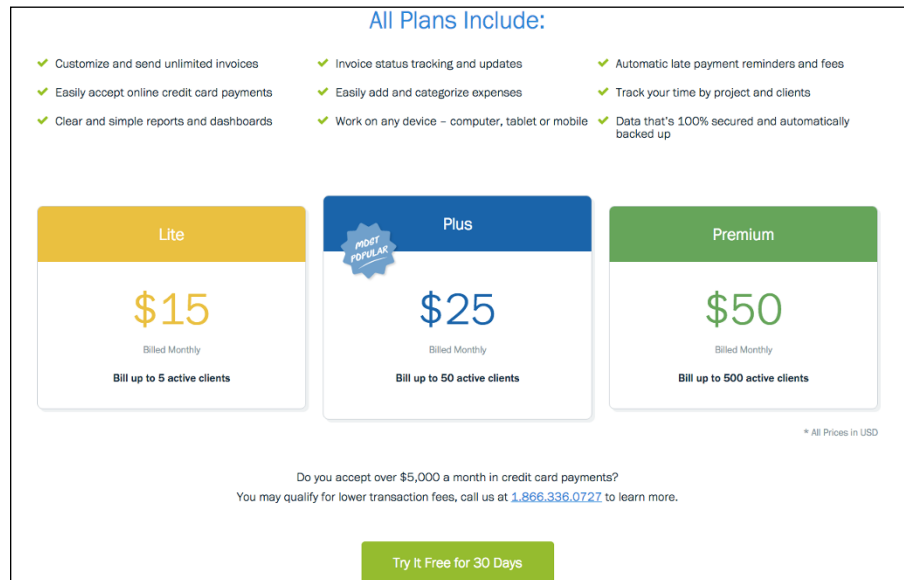 All Plans Include:
Customize and send unlimited invoices
Invoice status tracking and updates
Automatic late payment reminders and fees
Easily accept online credit card payments
Easily add and categorize expenses
Track your time by project and clients
Clear and simple reports and dashboards
Work on any device – computer, tablet or mobile
Data that's 100% secured and automatically
backed up
Lite
$15
Billed Monthly
Bill up to 5 active clients
MOST
POPULAR
Plus
$25
Billed Monthly
Bill up to 50 active clients
Premium
$50
Billed Monthly
Bill up to 500 active clients
* All Prices in USD
Do you accept over $5,000 a month in credit card payments?
You may qualify for lower transaction fees, call us at 1.866.336.0727 to learn more.
Try It Free for 30 Days